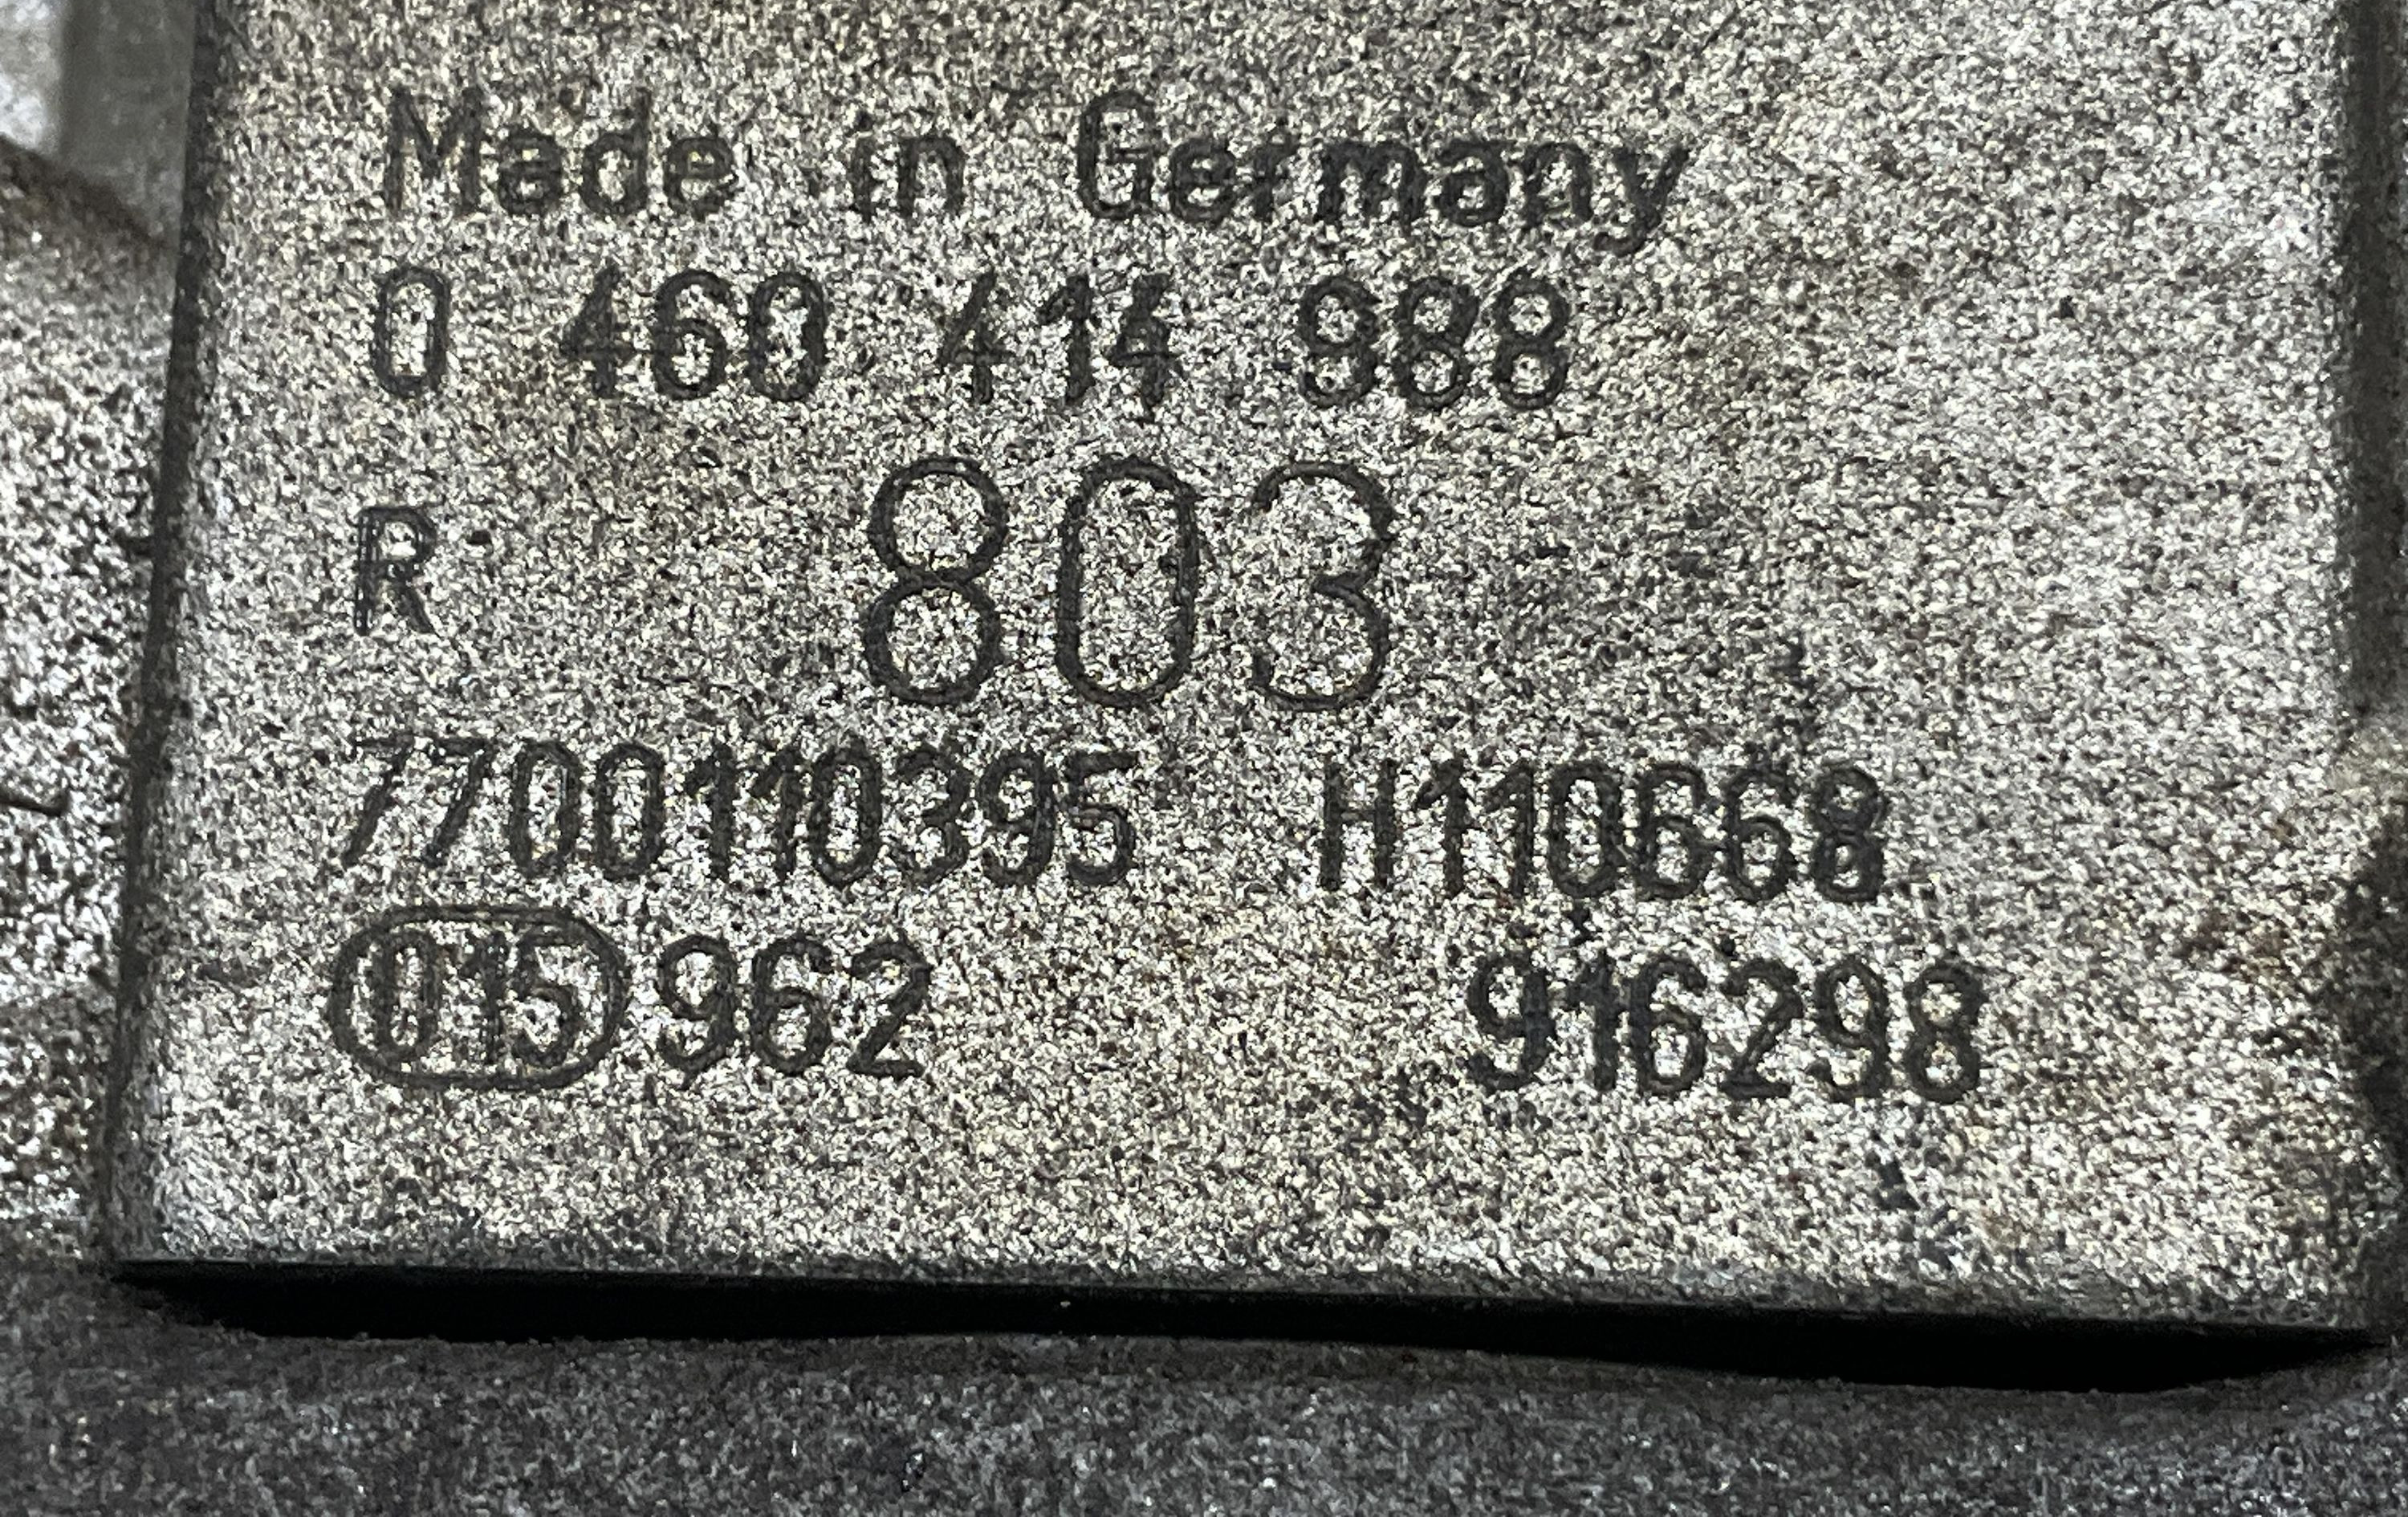 Made in Germany
0 460 414 988
R 803
7700110395 H110668
015 962 916298